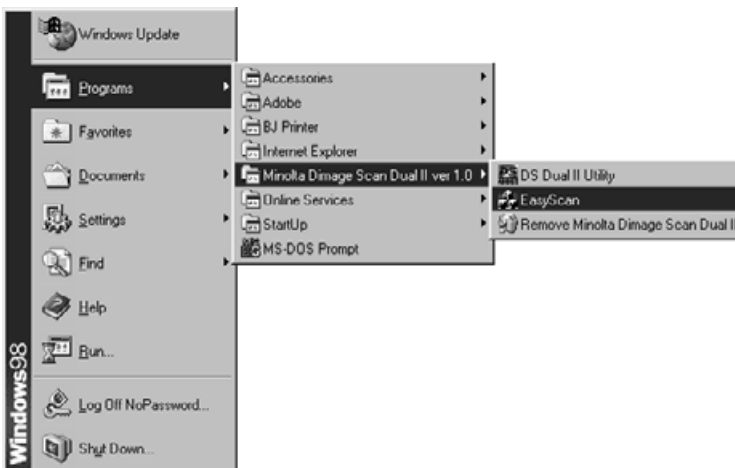 Windows Update
Programs
Favorites
Documents
Settings
Find
Help
Run...
Log Off NoPassword...
Shut Down...
Windows98
Accessories
Adobe
BJ Printer
Internet Explorer
Minolta Dimage Scan Dual II ver 1.0
Online Services
StartUp
MS-DOS Prompt
DS Dual II Utility
EasyScan
Remove Minolta Dimage Scan Dual II